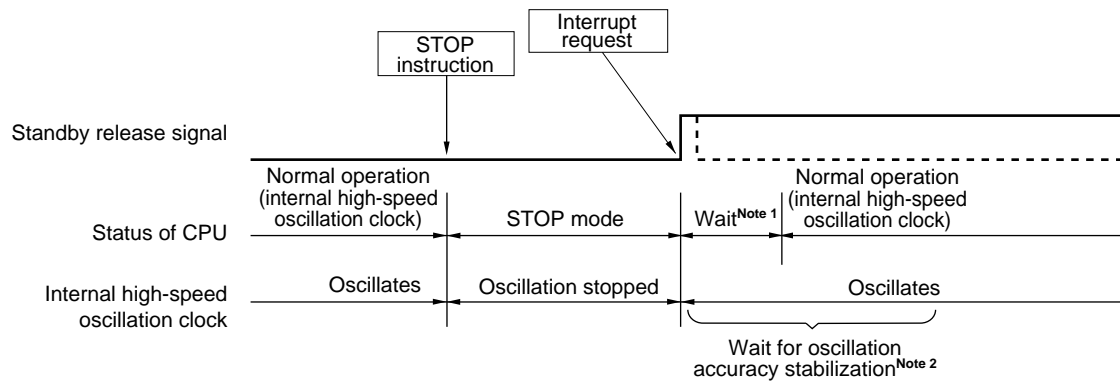 Interrupt
request
STOP
instruction
Standby release signal
Normal operation
(internal high-speed
oscillation clock)
Normal operation
(internal high-speed
oscillation clock)
Status of CPU
STOP mode
Wait Note 1
Internal high-speed
oscillation clock
Oscillates
Oscillation stopped
Oscillates
Wait for oscillation
accuracy stabilization Note 2